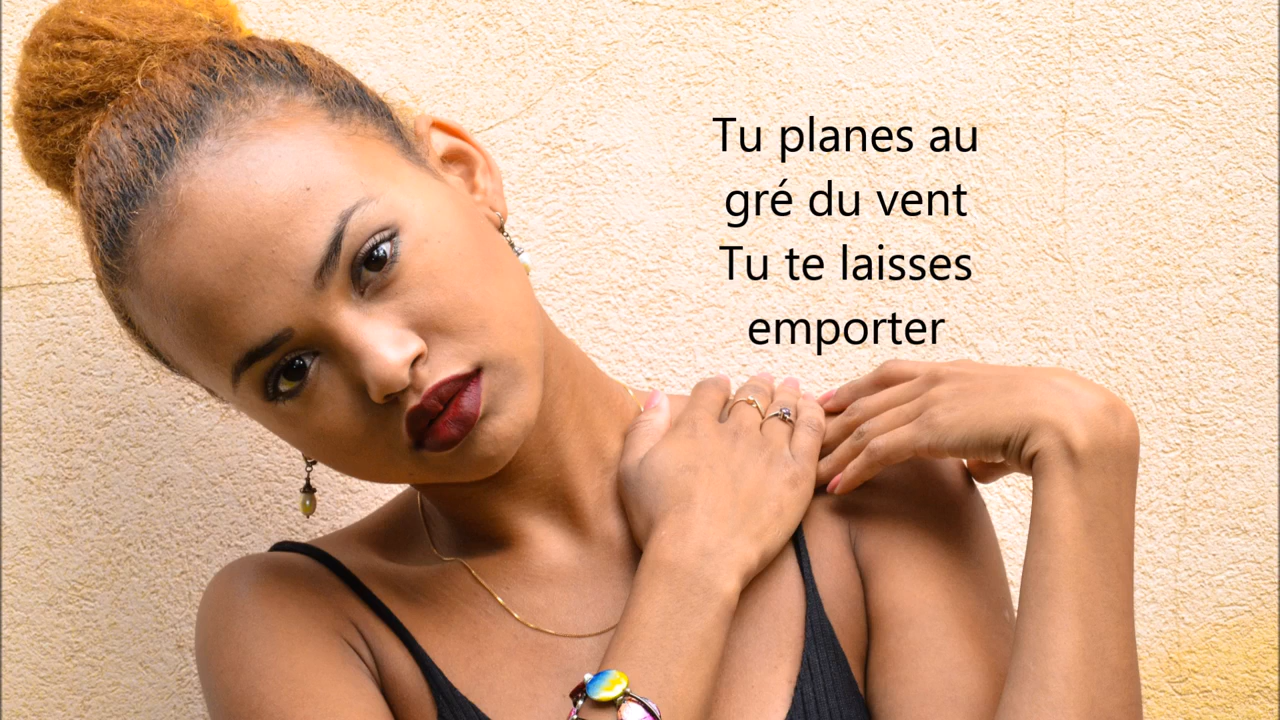 Tu planes au
gré du vent
Tu te laisses
emporter